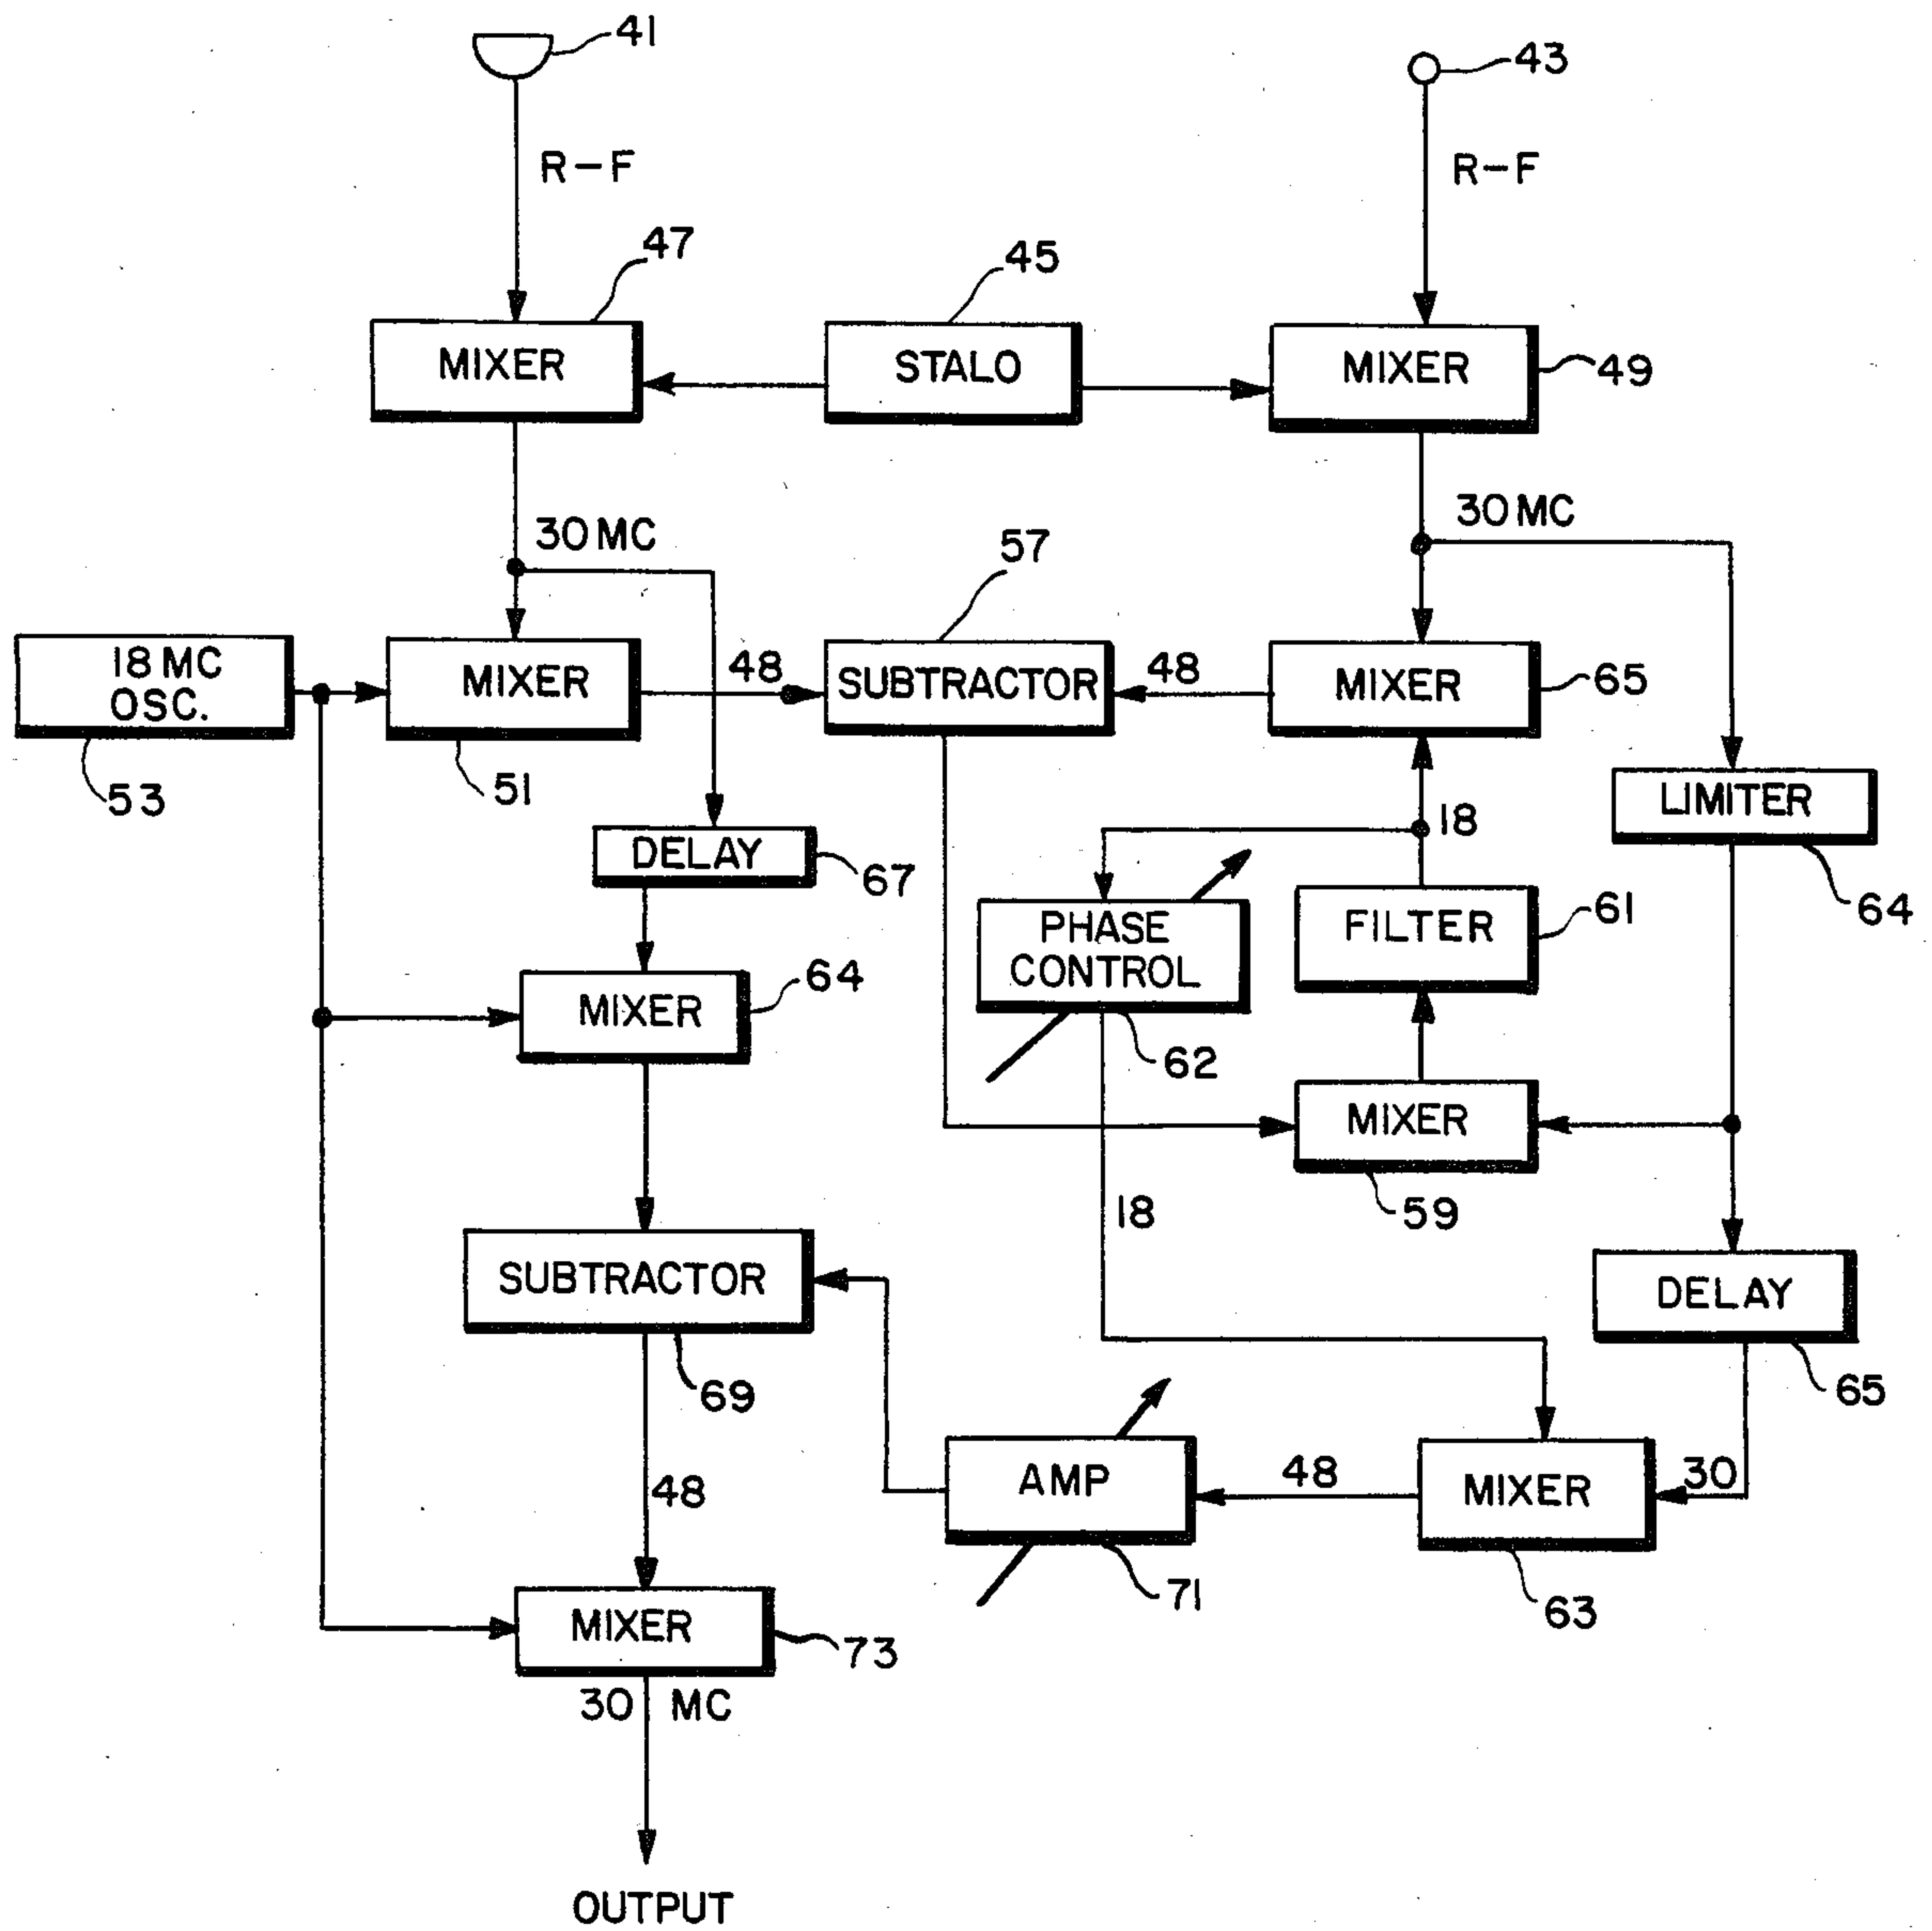 41
43
R-F
R-F
47
45
MIXER
STALO
MIXER
49
30 MC
30 MC
57
18 MC
OSC.
MIXER
48
SUBTRACTOR
48
MIXER
65
53
51
LIMITER
18
DELAY
67
64
PHASE
CONTROL
FILTER
61
MIXER
64
62
MIXER
59
18
SUBTRACTOR
DELAY
69
65
AMP
48
MIXER
30
48
71
63
MIXER
73
30 MC
OUTPUT